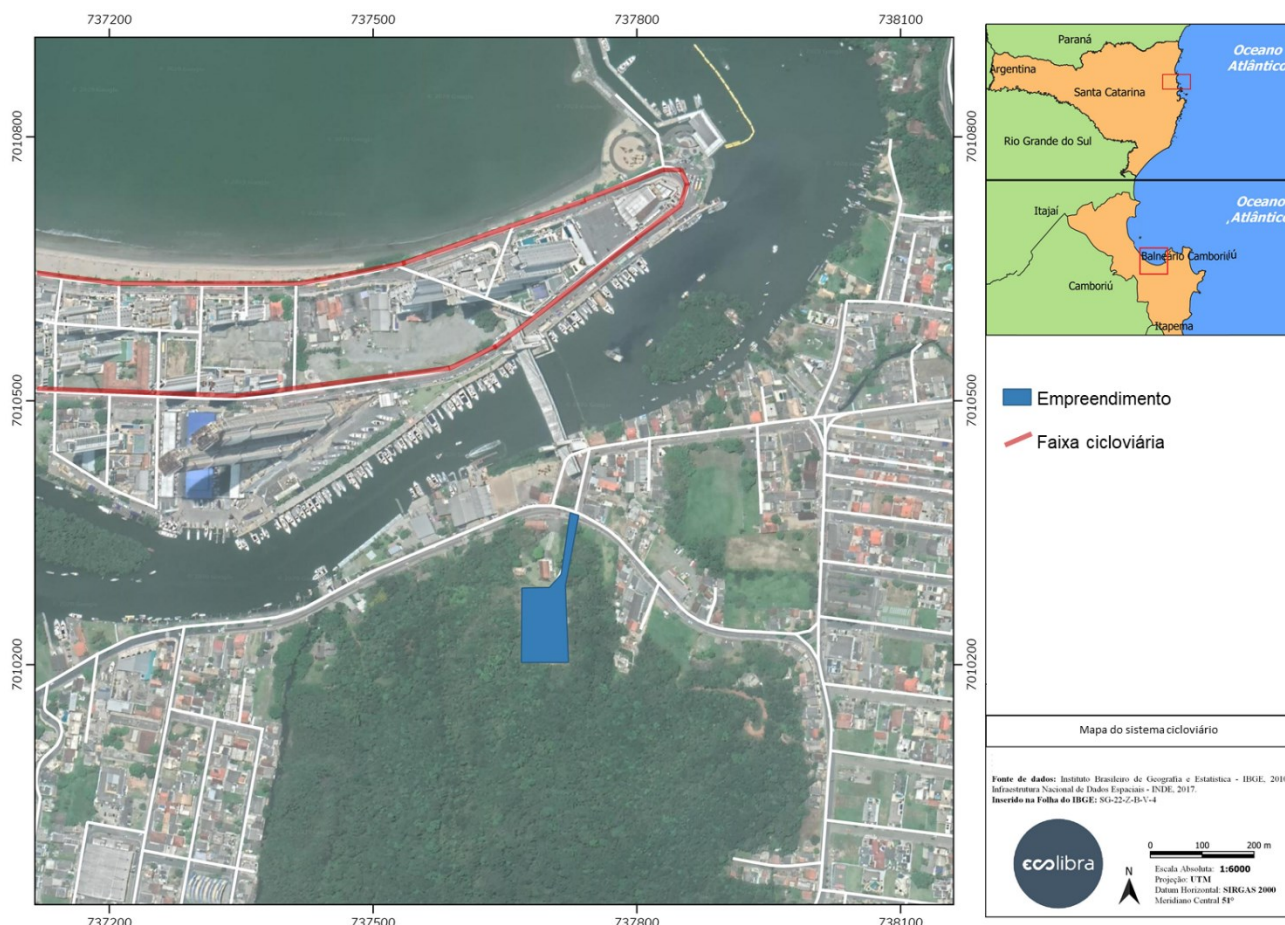 737200 737500 737800 738100
7010800
7010500
7010200
7010800
7010500
7010200
737200 737500 737800 738100
Paraná
Oceano
Atlântico
Argentina
Santa Catarina
Rio Grande do Sul
Itajaí
Oceano
Atlântico
Balneário Camboriú
Camboriú
Itapema
Empreendimento
Faixa cicloviária
Mapa do sistema cicloviário
Fonte de dados: Instituto Brasileiro de Geografia e Estatística - IBGE, 201
Infraestrutura Nacional de Dados Espaciais - INDE, 2017.
Inserido na Folha do IBGE: SG-22-Z-B-V-4
ecolibra
N
0 100 200 m
Escala Absoluta: 1:6000
Projeção: UTM
Datum Horizontal: SIRGAS 2000
Meridiano Central 51º